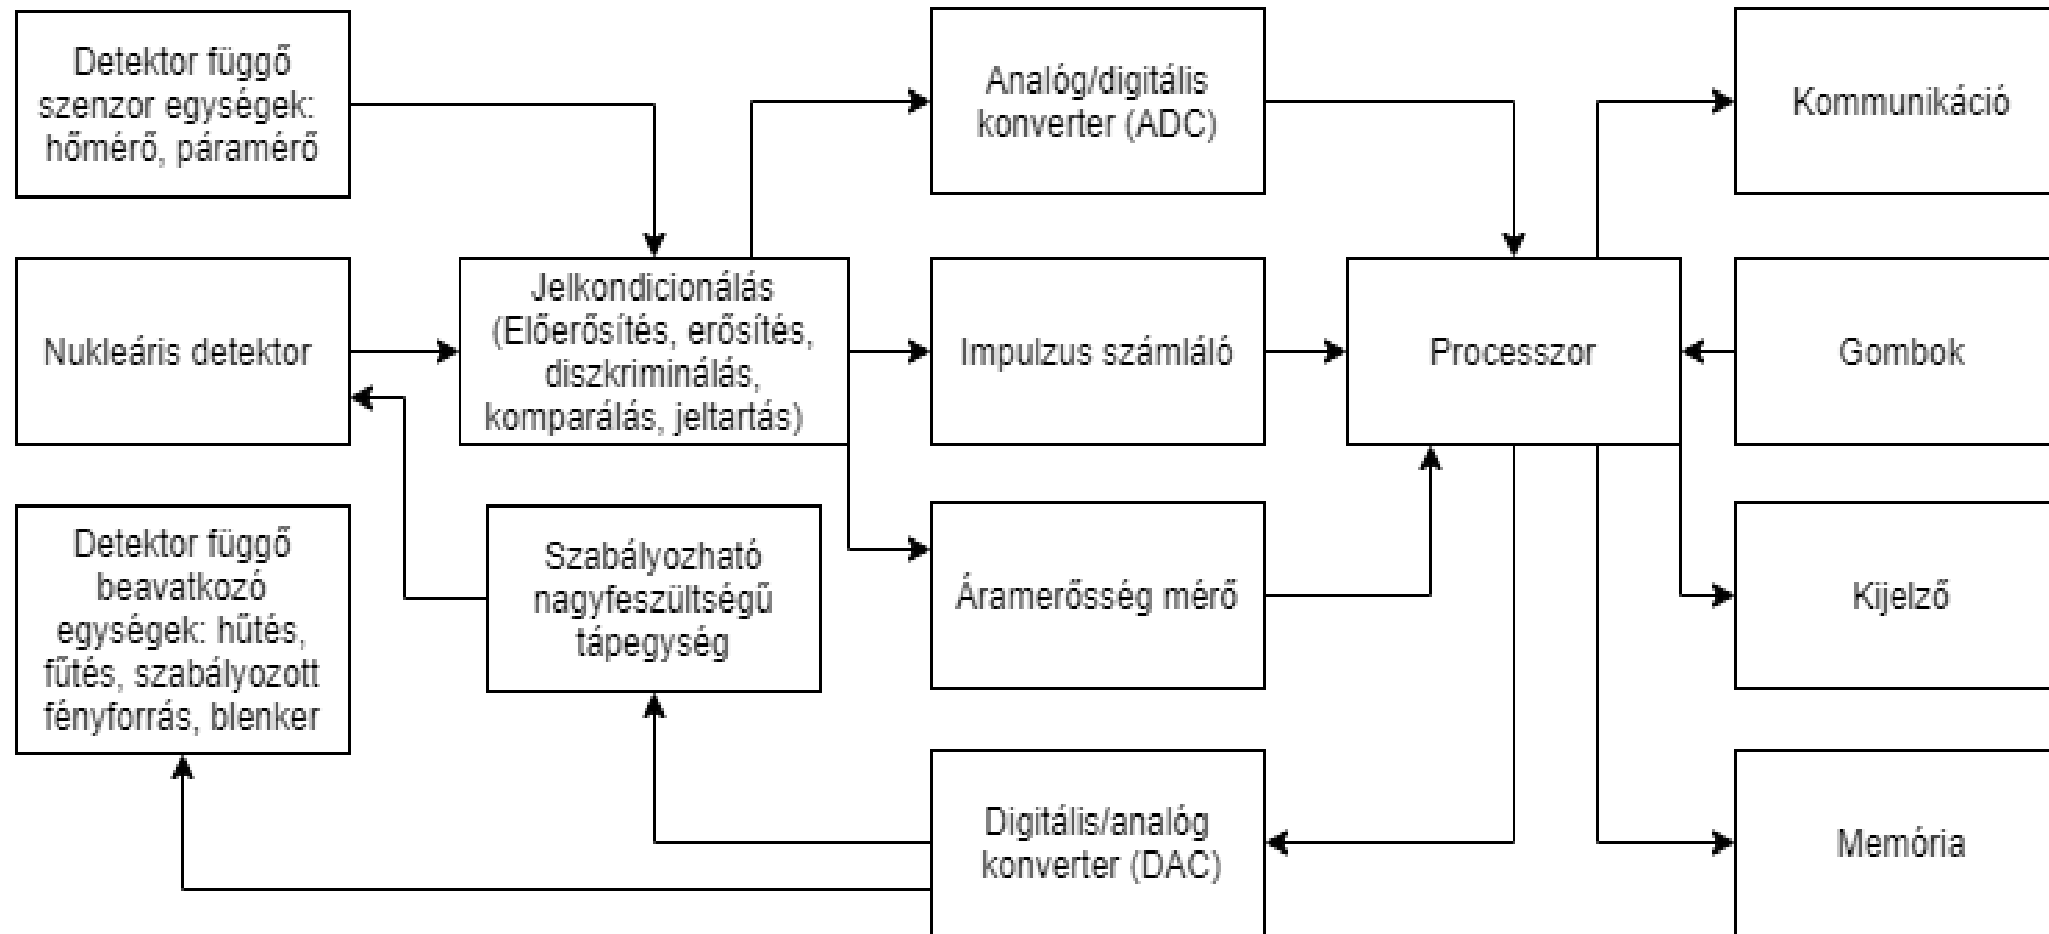 Detektor függő
szenzor egységek:
hőmérő, páramérő
Analóg/digitális
konverter (ADC)
Kommunikáció
Nukleáris detektor
Jelkondicionálás
(Előerősítés, erősítés,
diszkriminálás,
komparálás, jeltartás)
Impulzus számláló
Processzor
Gombok
Detektor függő
beavatkozó
egységek: hűtés,
fűtés, szabályozott
fényforrás, blenker
Szabályozható
nagyfeszültségű
tápegység
Áramerősség mérő
Kijelző
Digitális/analóg
konverter (DAC)
Memória